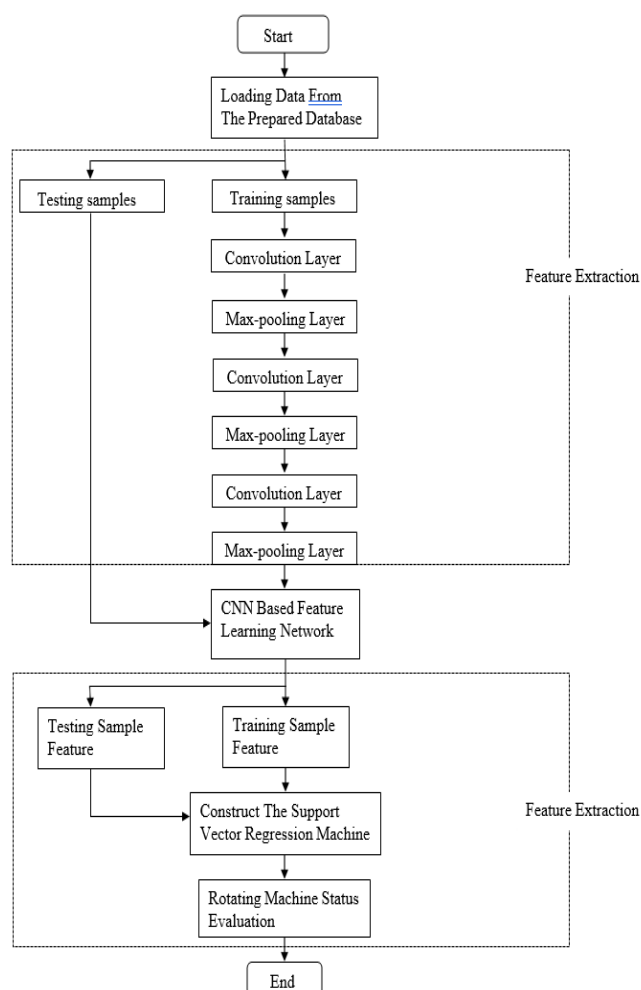 Start
Loading Data From
The Prepared Database
Testing samples
Training samples
Convolution Layer
Feature Extraction
Max-pooling Layer
Convolution Layer
Max-pooling Layer
Convolution Layer
Max-pooling Layer
CNN Based Feature
Learning Network
Testing Sample
Feature
Training Sample
Feature
Construct The Support
Vector Regression Machine
Feature Extraction
Rotating Machine Status
Evaluation
End